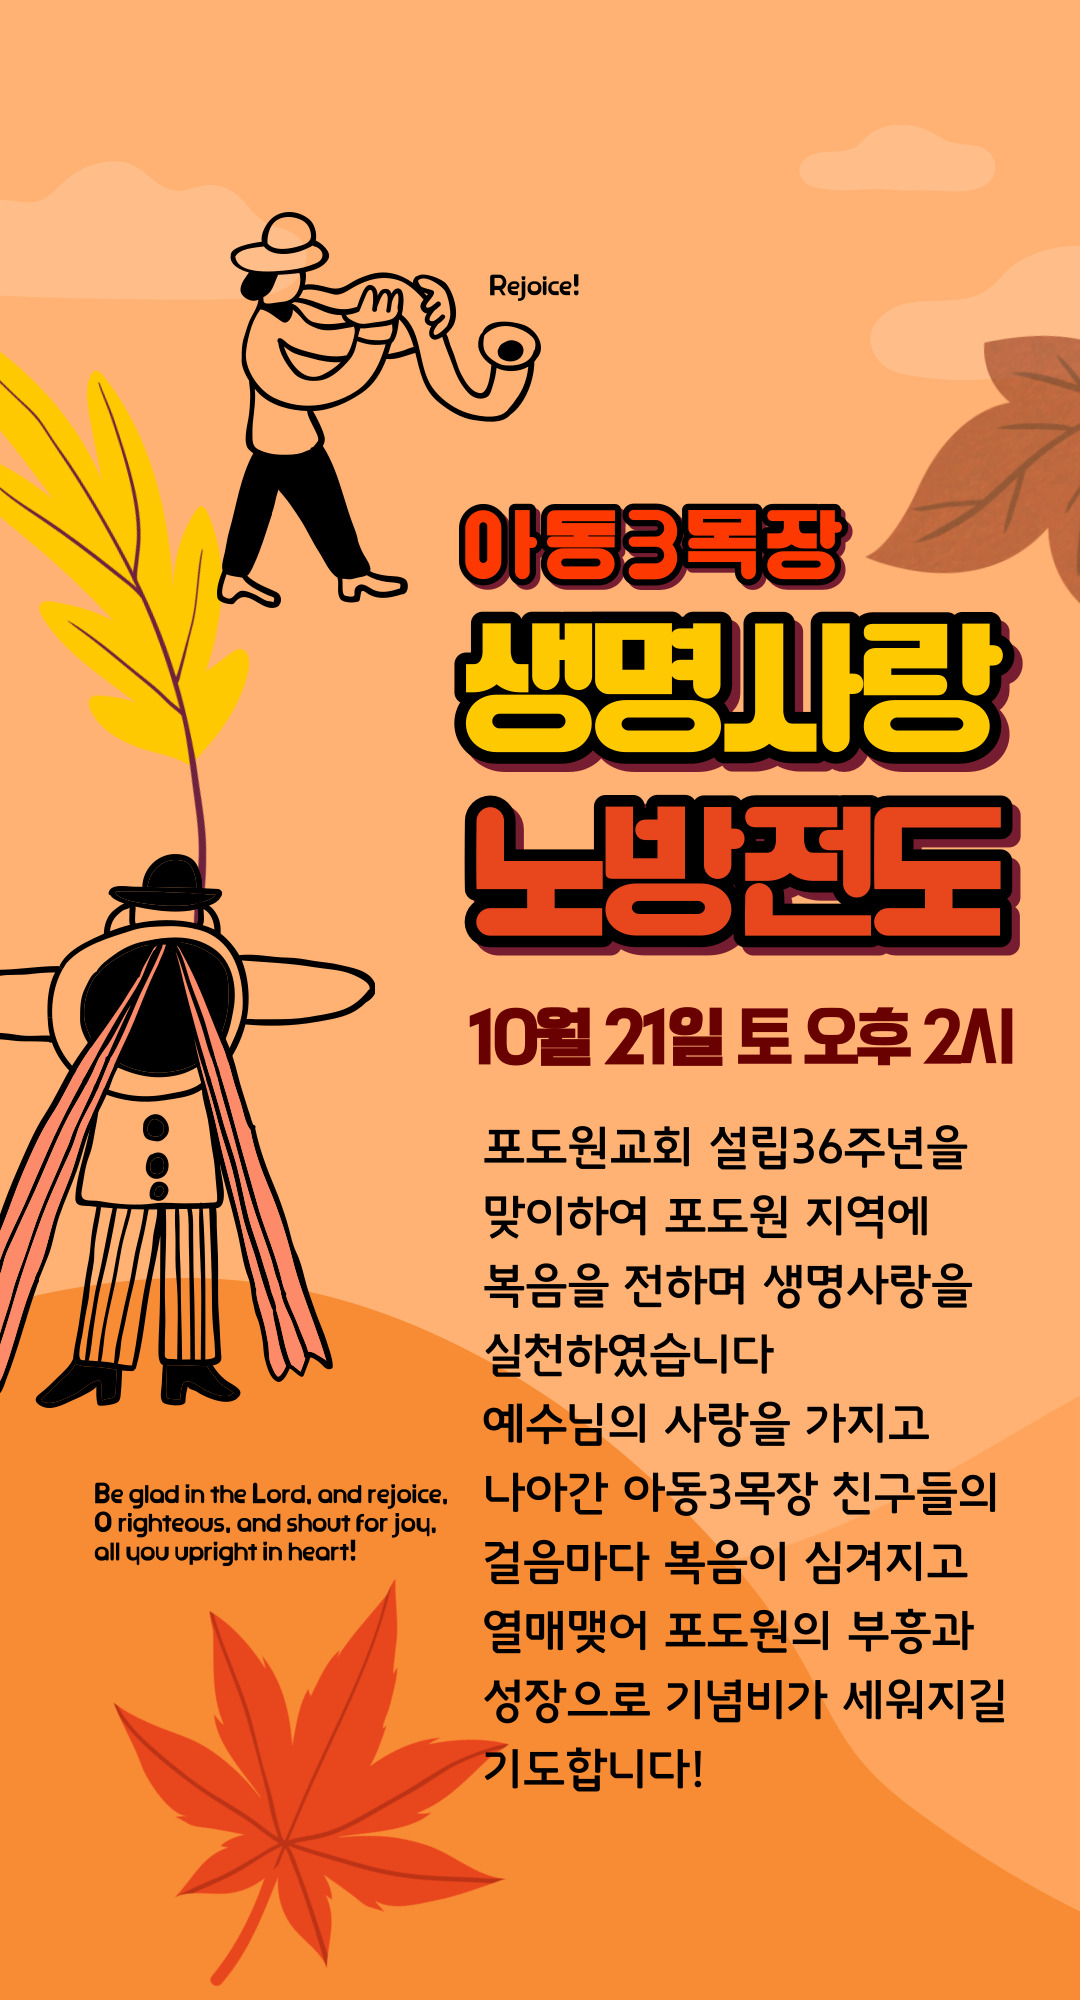 Rejoice!
아동3목장
생명사랑
노방전도
10월 21일 토 오후 2시
포도원교회 설립36주년을
맞이하여 포도원 지역에
복음을 전하며 생명사랑을
실천하였습니다
예수님의 사랑을 가지고
나아간 아동3목장 친구들의
걸음마다 복음이 심겨지고
열매맺어 포도원의 부흥과
성장으로 기념비가 세워지길
기도합니다!
Be glad in the Lord, and rejoice,
O righteous, and shout for joy,
all you upright in heart!